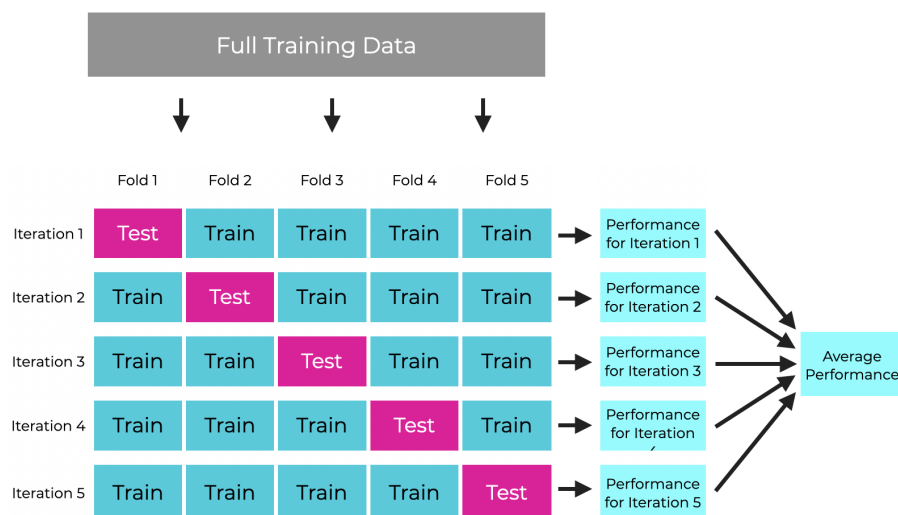 Full Training Data
Fold 1 Fold 2 Fold 3 Fold 4 Fold 5
Iteration 1 Test Train Train Train Train Performance
for Iteration 1
Iteration 2 Train Test Train Train Train Performance
for Iteration 2
Iteration 3 Train Train Test Train Train Performance
for Iteration 3
Average
Performance
Iteration 4 Train Train Train Test Train Performance
for Iteration
Iteration 5 Train Train Train Train Test Performance
for Iteration 5